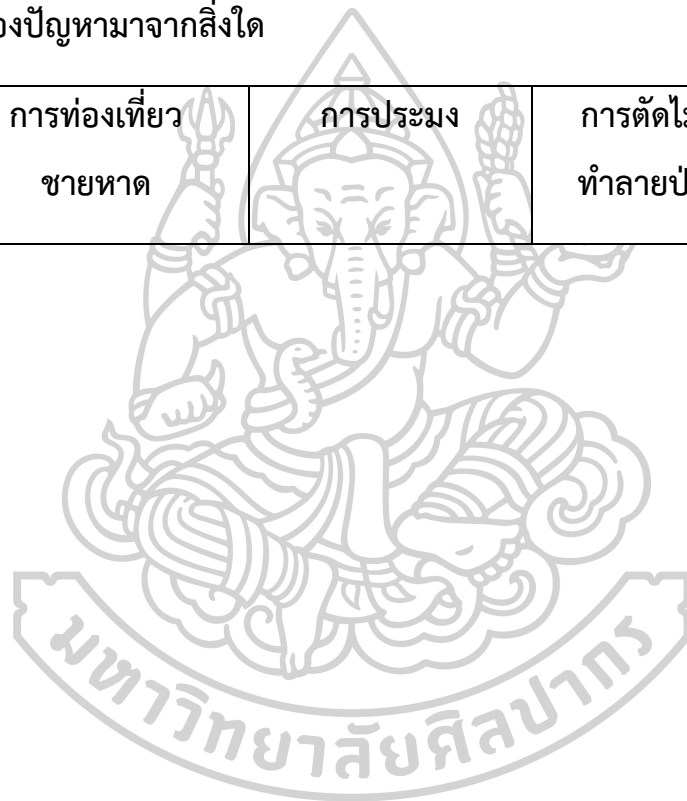 องปัญหามาจากสิ่งใด
การท่องเที่ยว การประมง การตัดไม
ชายหาด ทำลายป
มหาวิทยาลัยศิลปากร